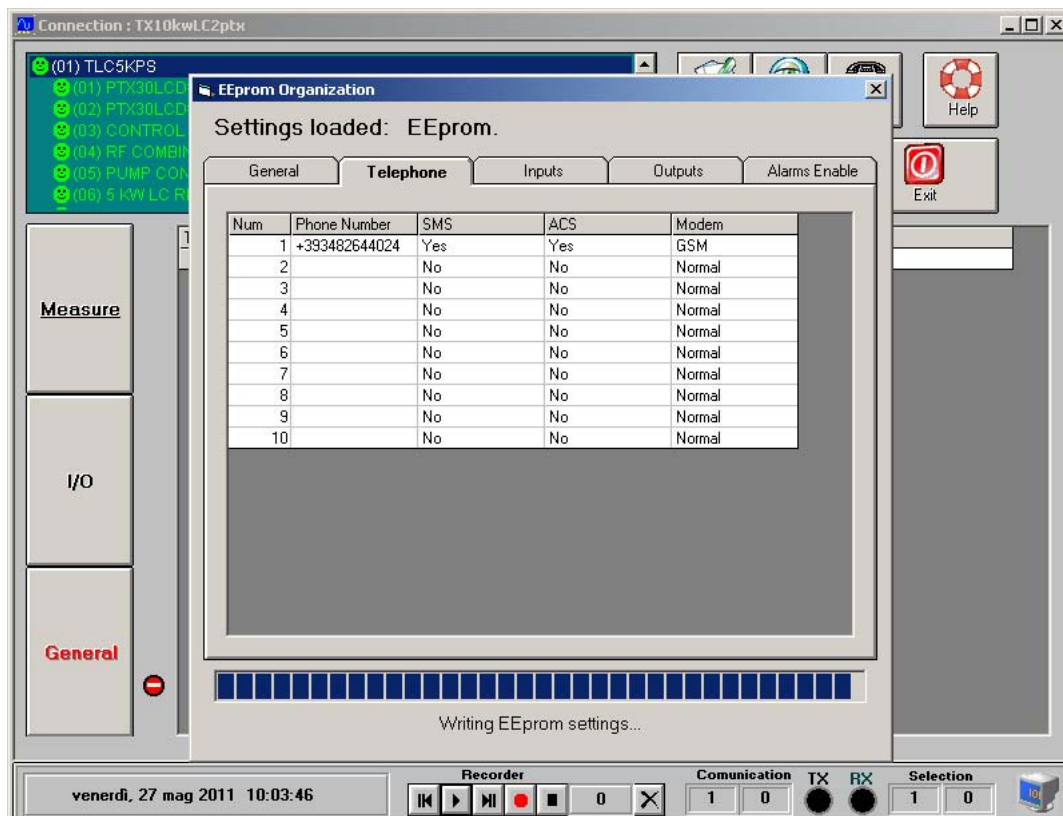 Connection : TX10kwLC2ptx
(01) TLC5KPS
(01) PTX30LCD
(02) PTX30LCD
(03) CONTROL
(04) RF COMBIN
(05) PUMP CON
(06) 5 KW LC R
Help
Exit
EEprom Organization
Settings loaded: EEprom.
General Telephone Inputs Outputs Alarms Enable
Num Phone Number SMS ACS Modem
1 +393482644024 Yes Yes GSM
2 No No Normal
3 No No Normal
4 No No Normal
5 No No Normal
6 No No Normal
7 No No Normal
8 No No Normal
9 No No Normal
10 No No Normal
Measure
I/O
General
Writing EEprom settings...
venerdì, 27 mag 2011 10:03:46
Recorder
0
Comunication
1 0
TX RX
Selection
1 0